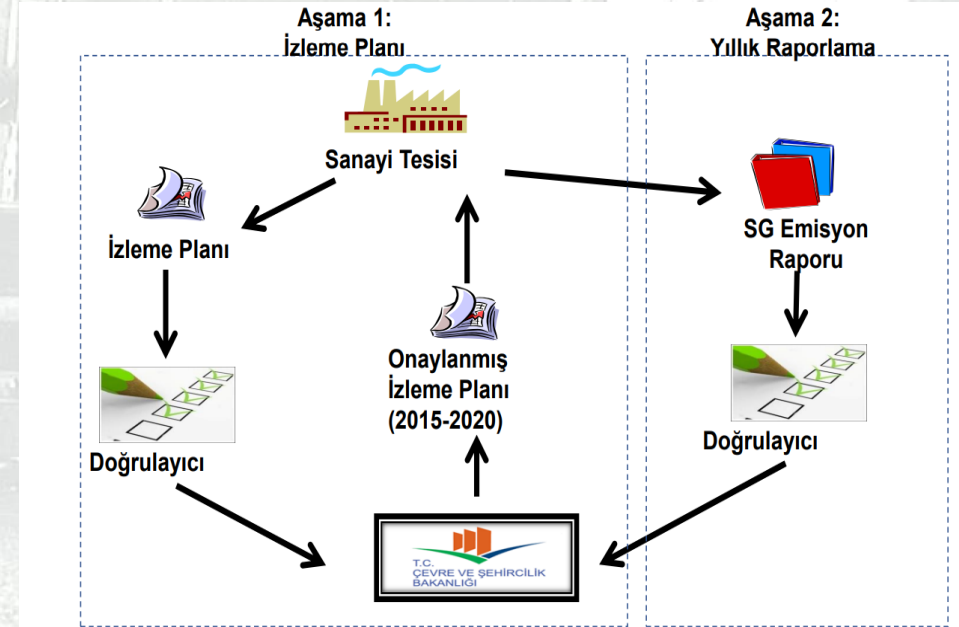 Aşama 1:
İzleme Planı
Aşama 2:
Yıllık Raporlama
Sanayi Tesisi
İzleme Planı
SG Emisyon
Raporu
Onaylanmış
İzleme Planı
(2015-2020)
Doğrulayıcı
Doğrulayıcı
T.C.
ÇEVRE VE ŞEHİRCİLİK
BAKANLIĞI